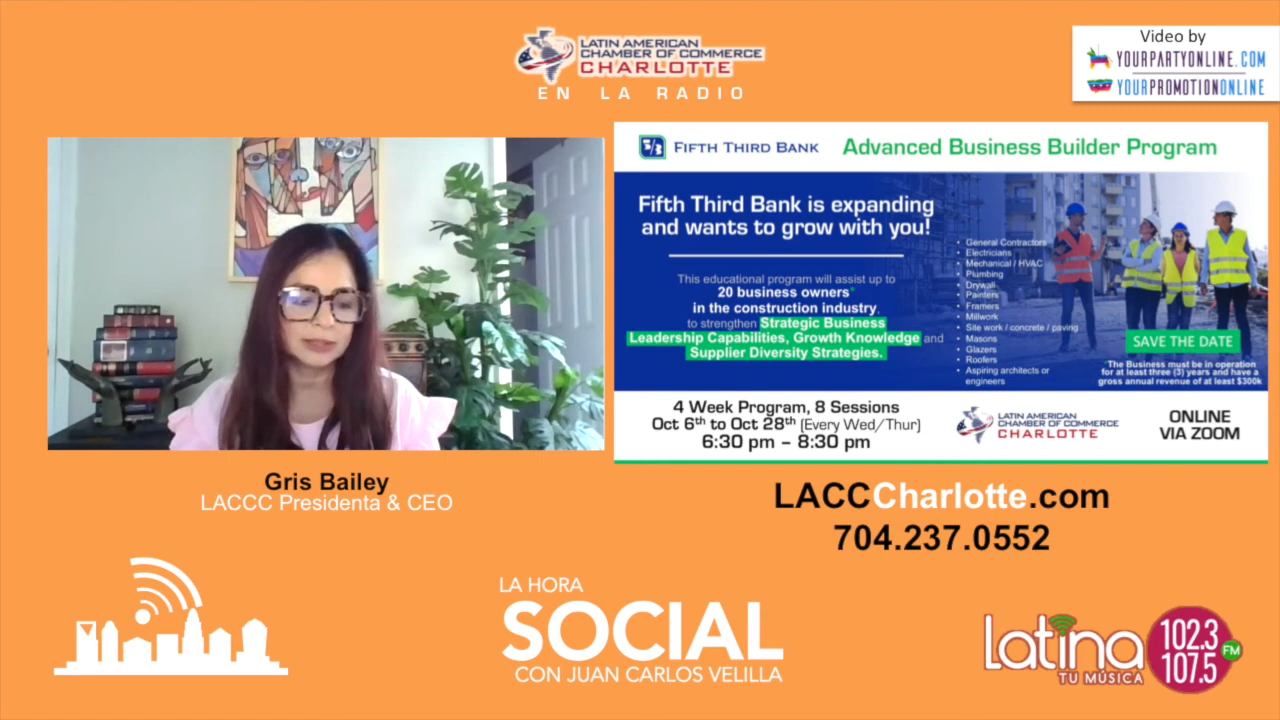 LATIN AMERICAN
CHAMBER OF COMMERCE
CHARLOTTE
EN LA RADIO
Video by
YOURPARTYONLINE.COM
YOURPROMOTIONONLINE
FIFTH THIRD BANK
Advanced Business Builder Program
Fifth Third Bank is expanding
and wants to grow with you!
This educational program will assist up to
20 business owners*
in the construction industry,
to strengthen Strategic Business
Leadership Capabilities, Growth Knowledge and
Supplier Diversity Strategies.
• General Contractors
• Electricians
• Mechanical / HVAC
• Plumbing
• Drywall
• Painters
• Framers
• Millwork
• Site work / concrete / paving
• Masons
• Glazers
• Roofers
• Aspiring architects or
engineers
SAVE THE DATE
*The Business must be in operation
for at least three (3) years and have a
gross annual revenue of at least $300k
4 Week Program, 8 Sessions
Oct 6th to Oct 28th (Every Wed/Thur)
6:30 pm – 8:30 pm
LATIN AMERICAN
CHAMBER OF COMMERCE
CHARLOTTE
ONLINE
VIA ZOOM
Gris Bailey
LACCC Presidenta & CEO
LACCCharlotte.com
704.237.0552
LA HORA
SOCIAL
CON JUAN CARLOS VELILLA
Latina
TU MÚSICA
102.3
107.5
FM